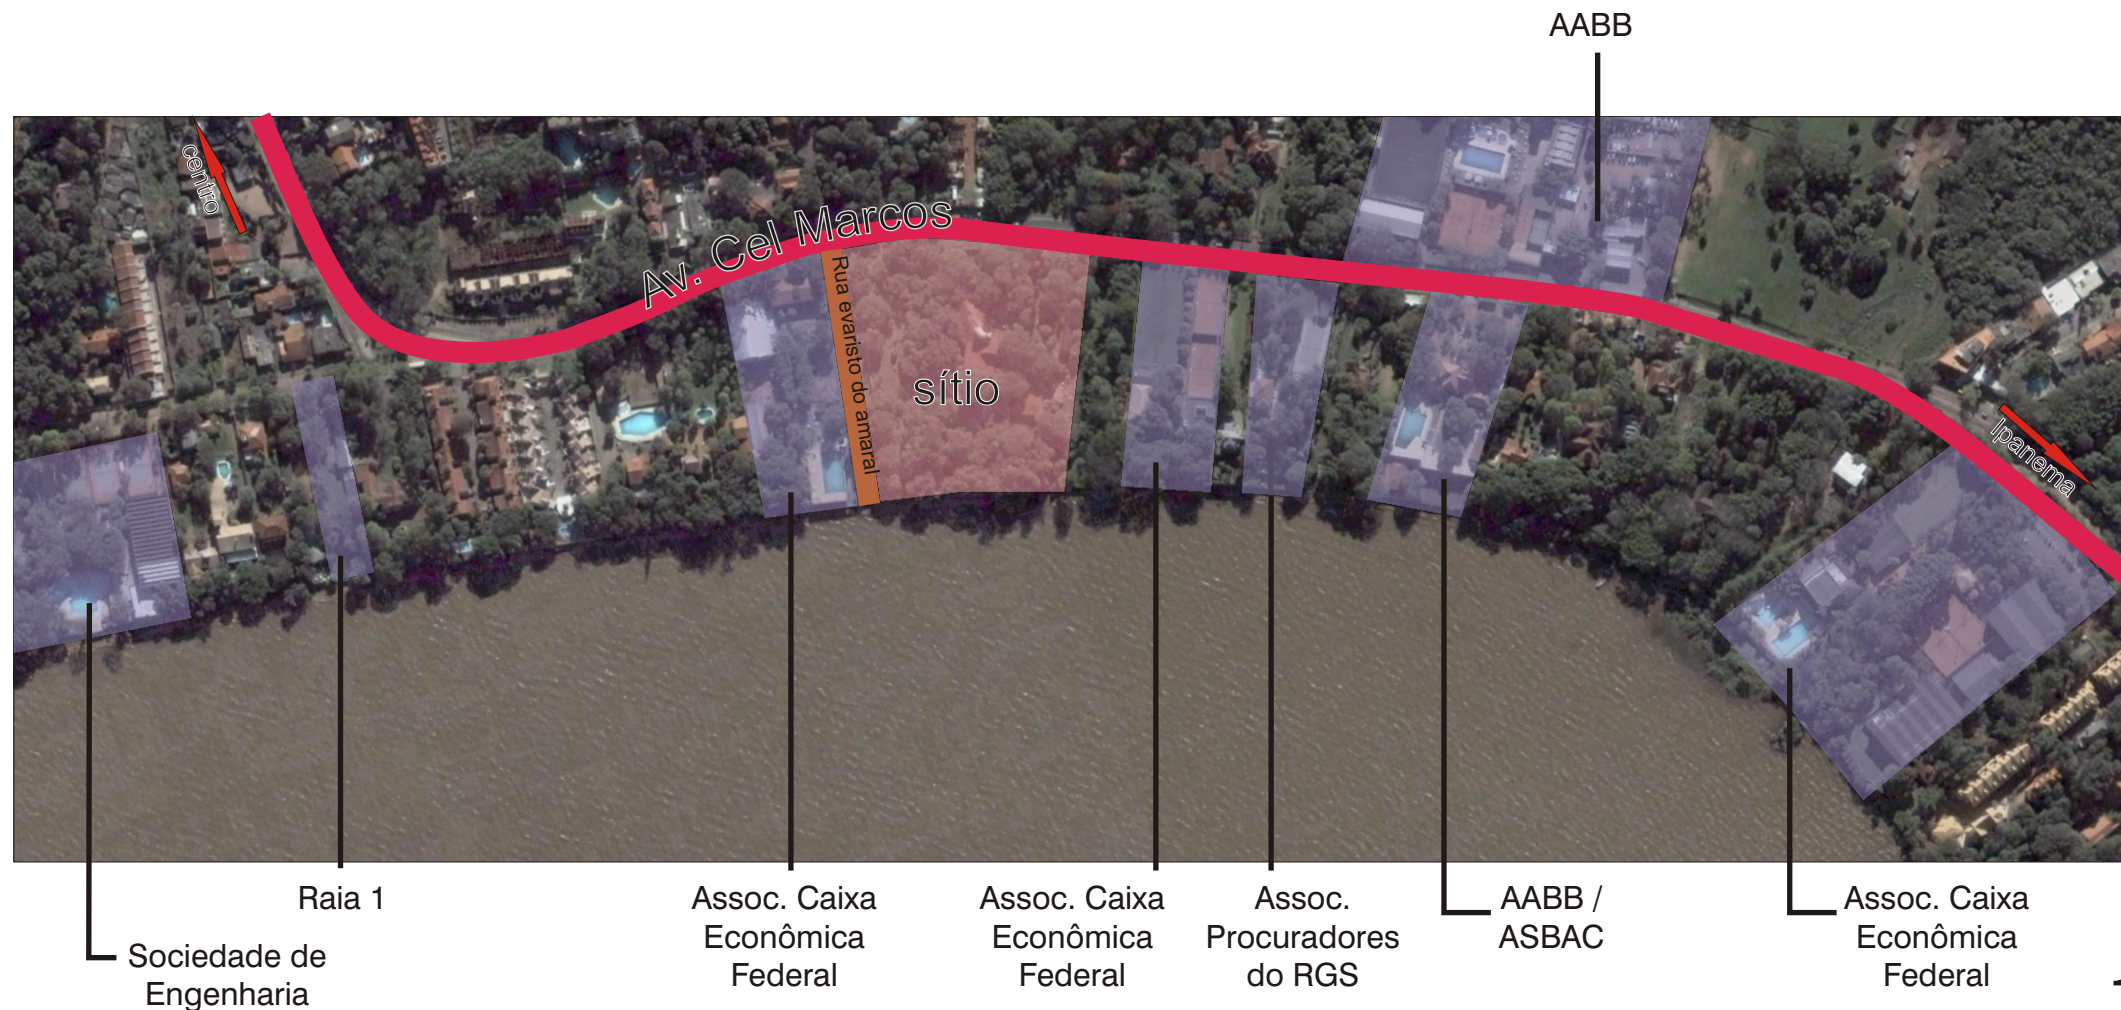 AABB
centro
Av. Cel Marcos
Rua evaristo do amaral
sítio
Ipanema
Raia 1
Sociedade de
Engenharia
Assoc. Caixa
Econômica
Federal
Assoc. Caixa
Econômica
Federal
Assoc.
Procuradores
do RGS
AABB /
ASBAC
Assoc. Caixa
Econômica
Federal